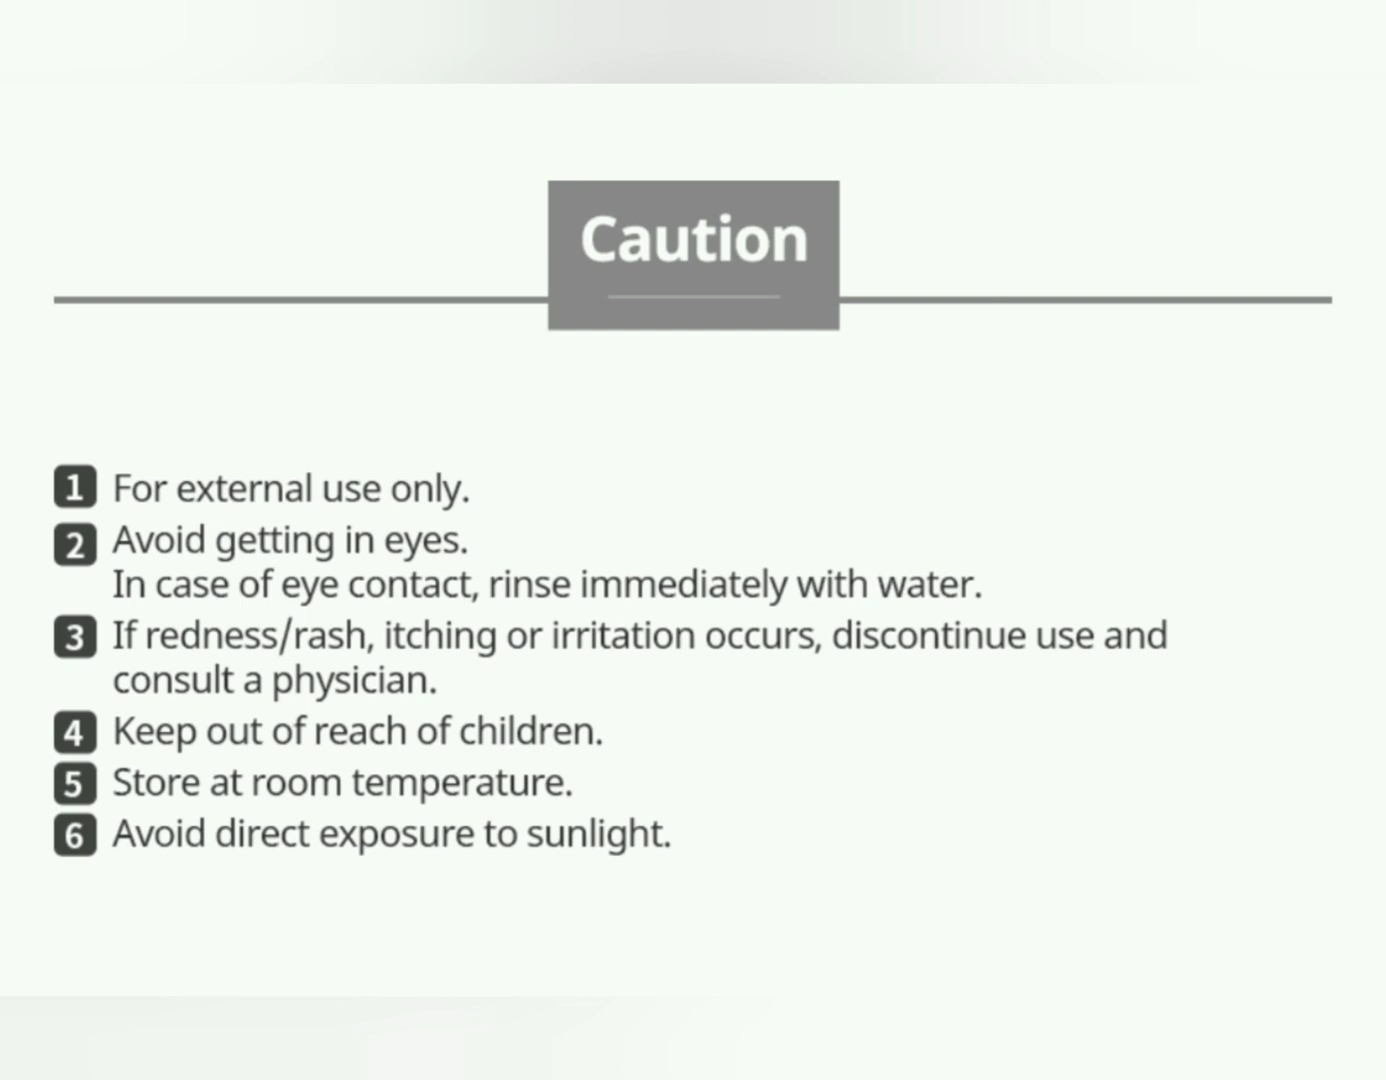 Caution
1 For external use only.
2 Avoid getting in eyes.
In case of eye contact, rinse immediately with water.
3 If redness/rash, itching or irritation occurs, discontinue use and
consult a physician.
4 Keep out of reach of children.
5 Store at room temperature.
6 Avoid direct exposure to sunlight.